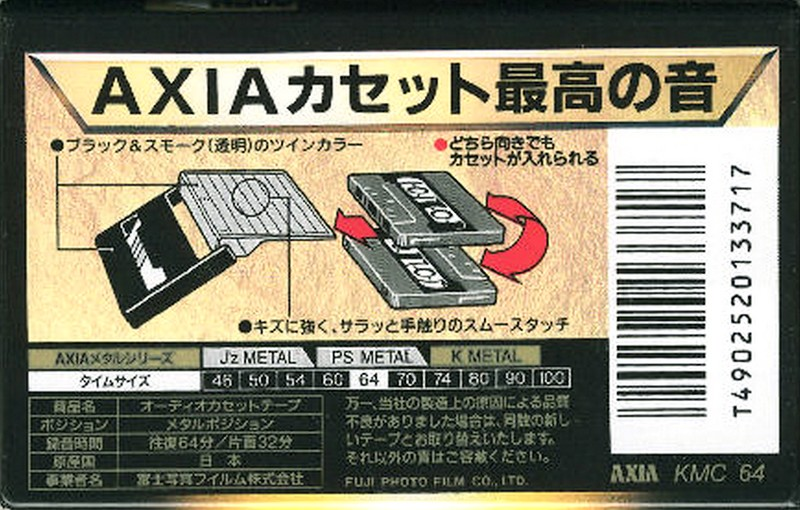 AXIAカセット最高の音
●ブラック&スモーク(透明)のツインカラー
●どちら向きでも
カセットが入れられる
●キズに強く、サラッと手触りのスムースタッチ
AXIAメタルシリーズ J'z METAL PS METAL K METAL
タイムサイズ 46 50 54 60 64 70 74 80 90 100
商品名 オーディオカセットテープ
ポジション メタルポジション
録音時間 往復64分/片面32分
原産国 日本
事業者名 富士写真フイルム株式会社
万一、当社の製造上の原因による品質
不良がありました場合は、同数の新し
いテープとお取り替えいたします。
それ以外の責はご容赦ください。
FUJI PHOTO FILM CO., LTD.
T4902520133717
AXIA KMC 64